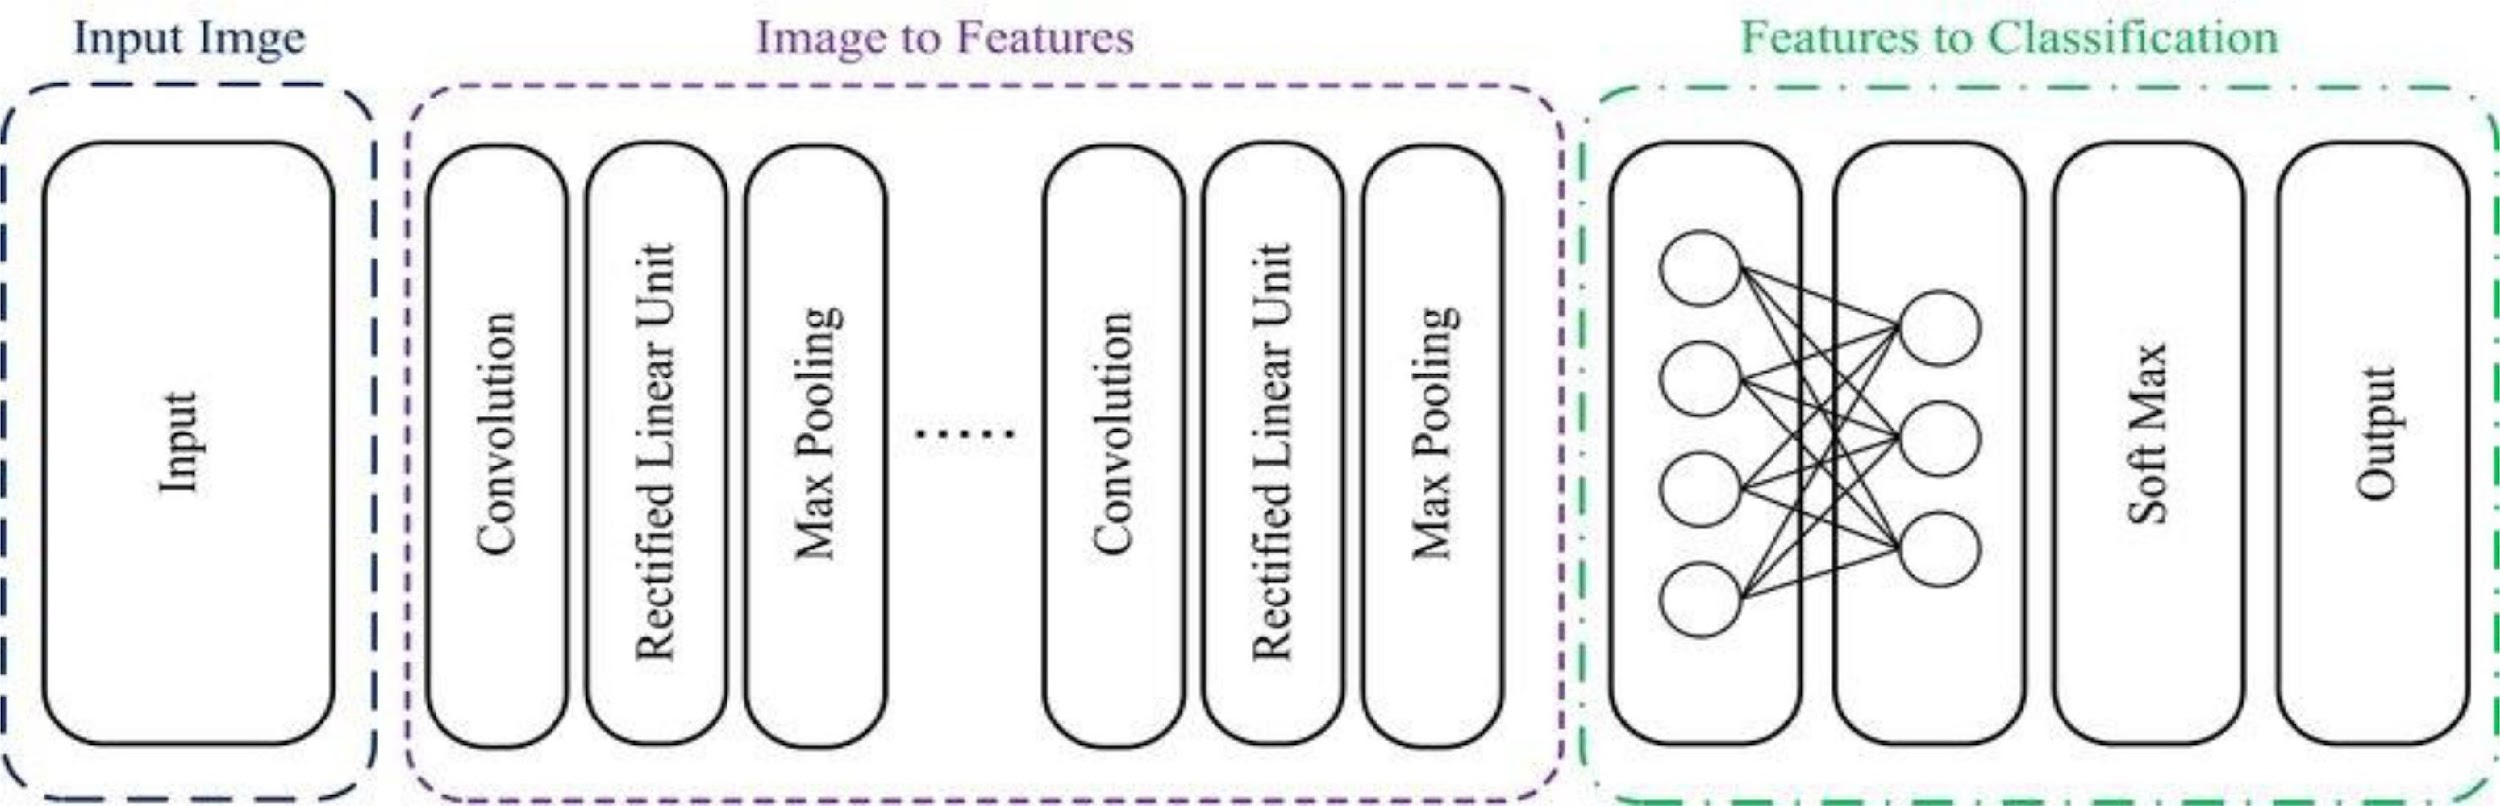 Input Imge
Image to Features
Features to Classification
Input
Convolution
Rectified Linear Unit
Max Pooling
.....
Convolution
Rectified Linear Unit
Max Pooling
Soft Max
Output